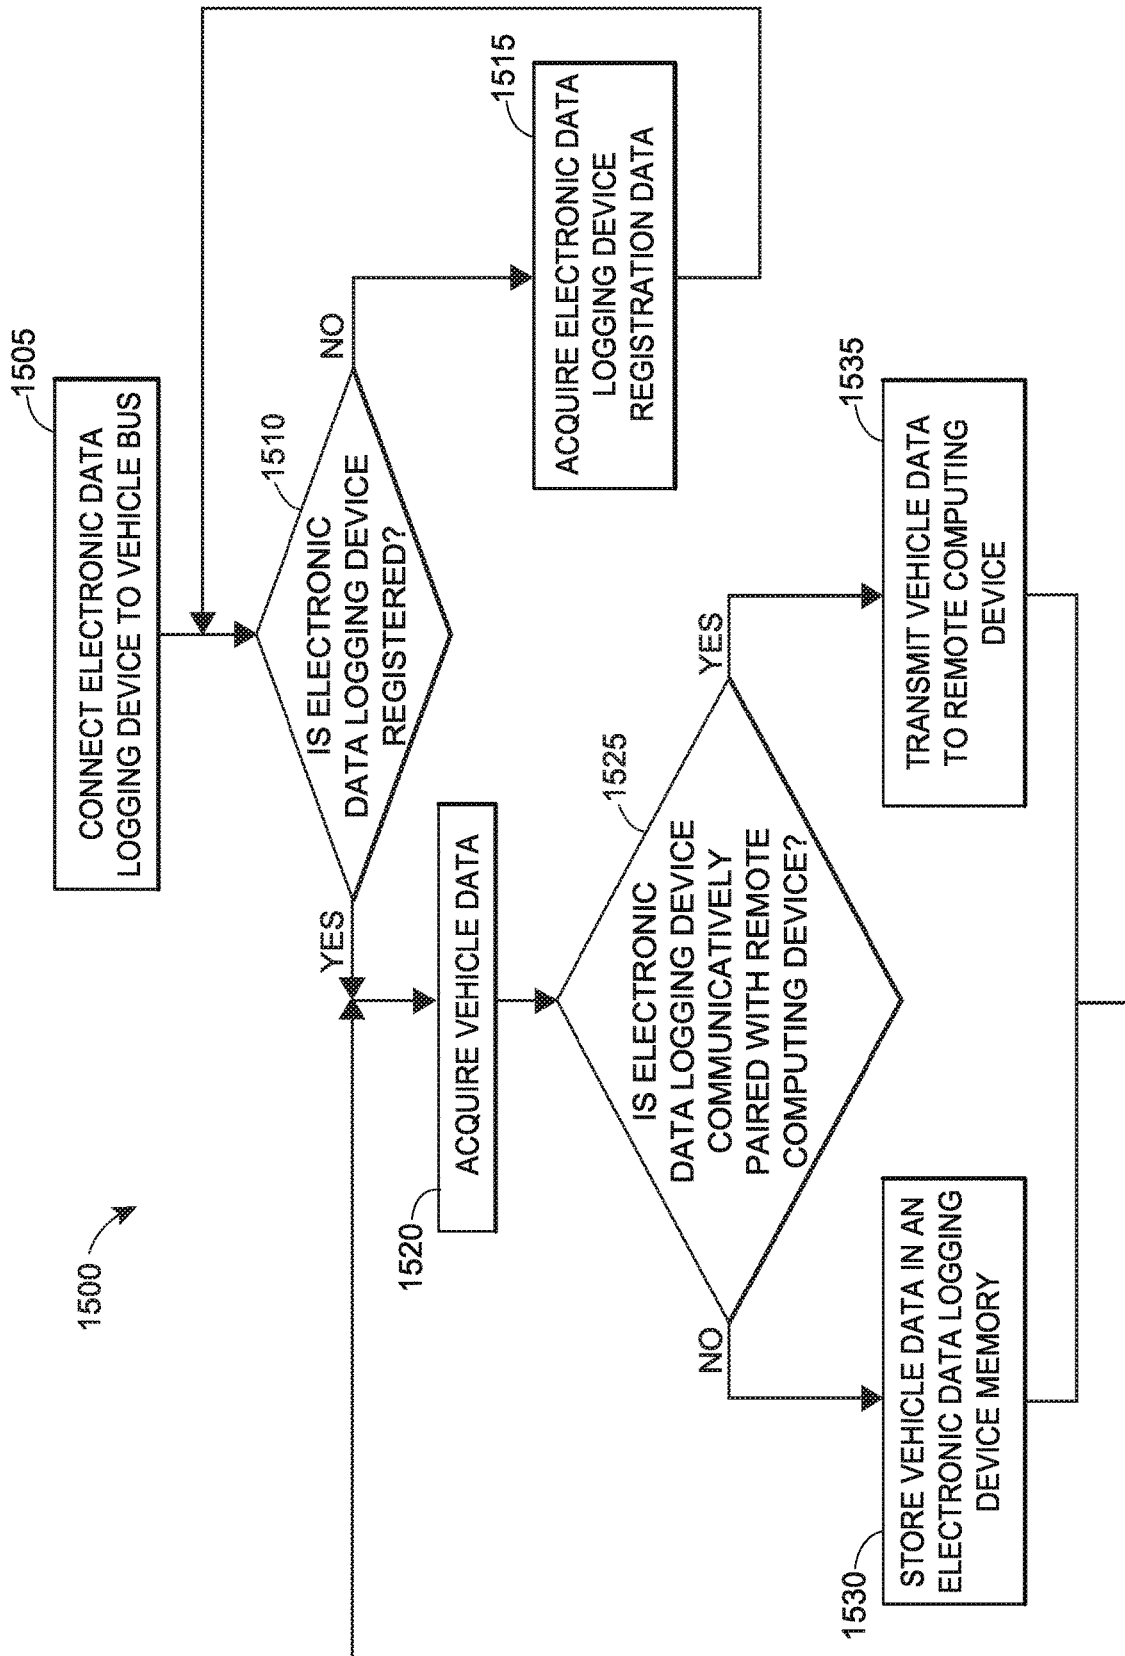 1500
1505
CONNECT ELECTRONIC DATA
LOGGING DEVICE TO VEHICLE BUS
1510
IS ELECTRONIC
DATA LOGGING DEVICE
REGISTERED?
YES
NO
1515
ACQUIRE ELECTRONIC DATA
LOGGING DEVICE
REGISTRATION DATA
1520
ACQUIRE VEHICLE DATA
1525
IS ELECTRONIC
DATA LOGGING DEVICE
COMMUNICATIVELY
PAIRED WITH REMOTE
COMPUTING DEVICE?
NO
YES
1530
STORE VEHICLE DATA IN AN
ELECTRONIC DATA LOGGING
DEVICE MEMORY
1535
TRANSMIT VEHICLE DATA
TO REMOTE COMPUTING
DEVICE